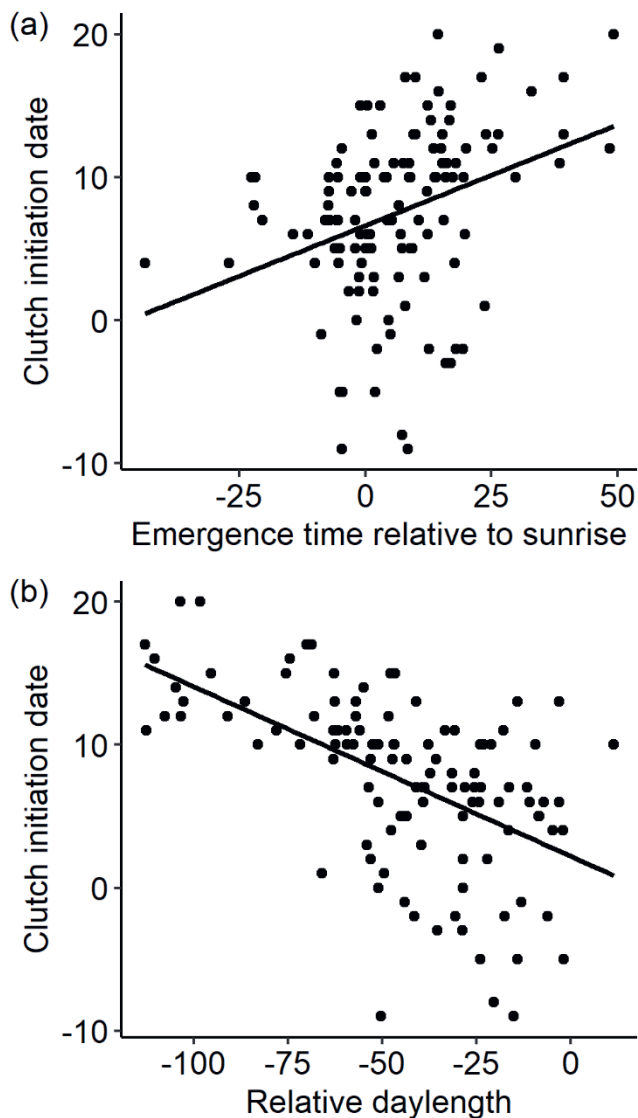 (a)
Clutch initiation date
20
10
0
-10
-25 0 25 50
Emergence time relative to sunrise
(b)
Clutch initiation date
20
10
0
-10
-100 -75 -50 -25 0
Relative daylength